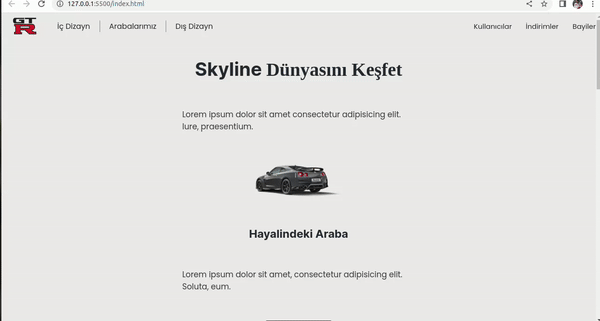 127.0.0.1:5500/index.html
GT
R
İç Dizayn Arabalarımız Dış Dizayn Kullanıcılar İndirimler Bayiler
Skyline Dünyasını Keşfet
Lorem ipsum dolor sit amet consectetur adipisicing elit.
Iure, praesentium.
Hayalindeki Araba
Lorem ipsum dolor sit amet, consectetur adipisicing elit.
Soluta, eum.